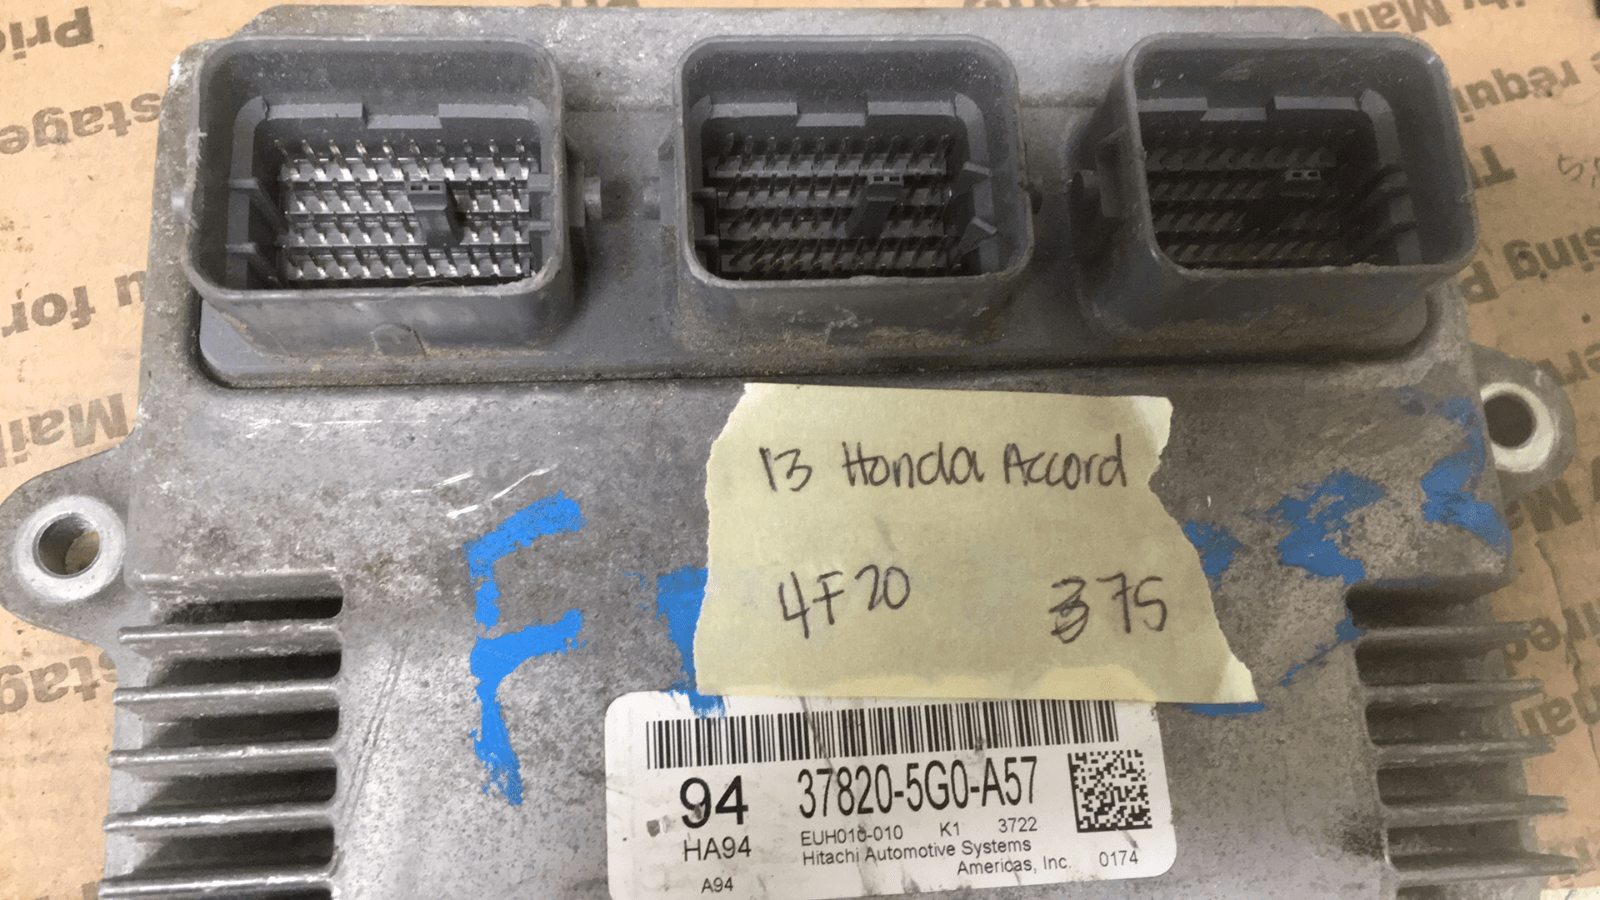 13 Honda Accord
4F20 375
94 37820-5G0-A57
HA94 EUH010-010 K1 3722
Hitachi Automotive Systems
Americas, Inc. 0174
A94